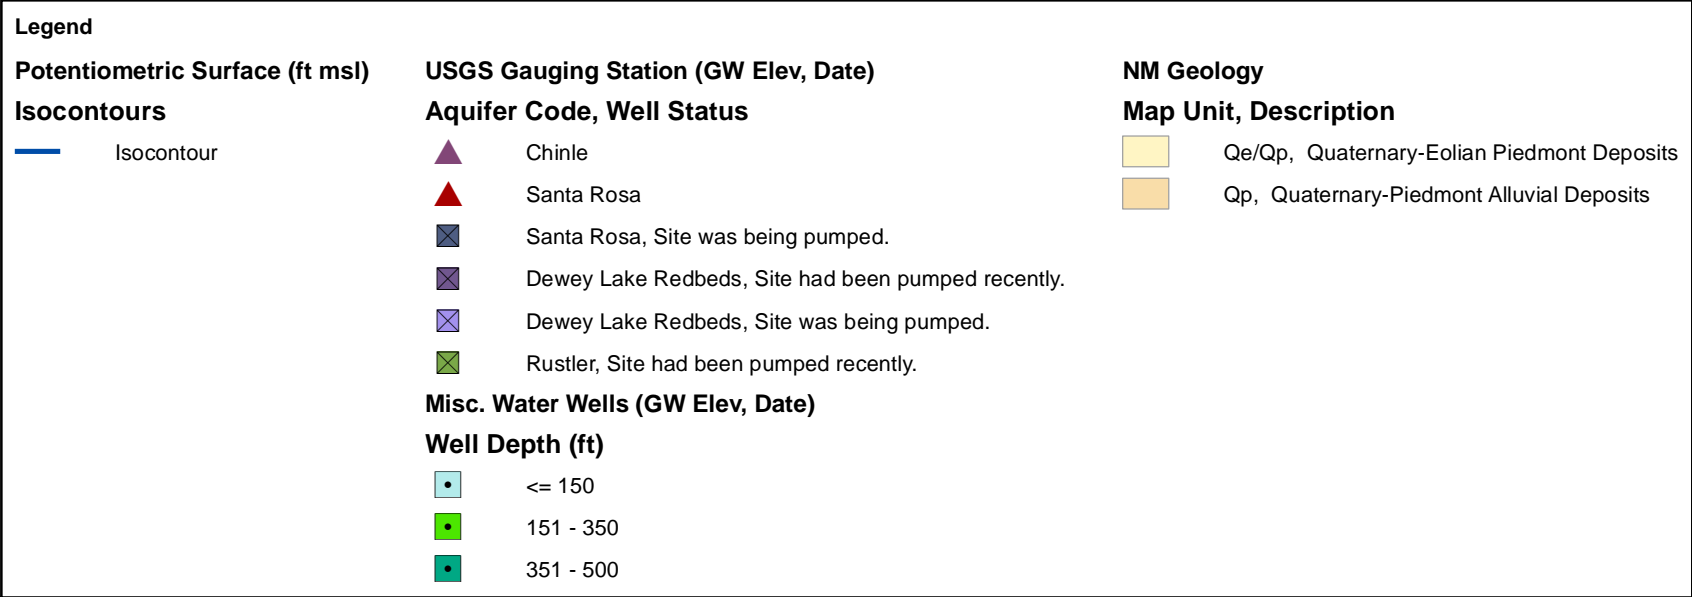 Legend
Potentiometric Surface (ft msl)
Isocontours
Isocontour
USGS Gauging Station (GW Elev, Date)
Aquifer Code, Well Status
Chinle
Santa Rosa
Santa Rosa, Site was being pumped.
Dewey Lake Redbeds, Site had been pumped recently.
Dewey Lake Redbeds, Site was being pumped.
Rustler, Site had been pumped recently.
Misc. Water Wells (GW Elev, Date)
Well Depth (ft)
<= 150
151 - 350
351 - 500
NM Geology
Map Unit, Description
Qe/Qp, Quaternary-Eolian Piedmont Deposits
Qp, Quaternary-Piedmont Alluvial Deposits